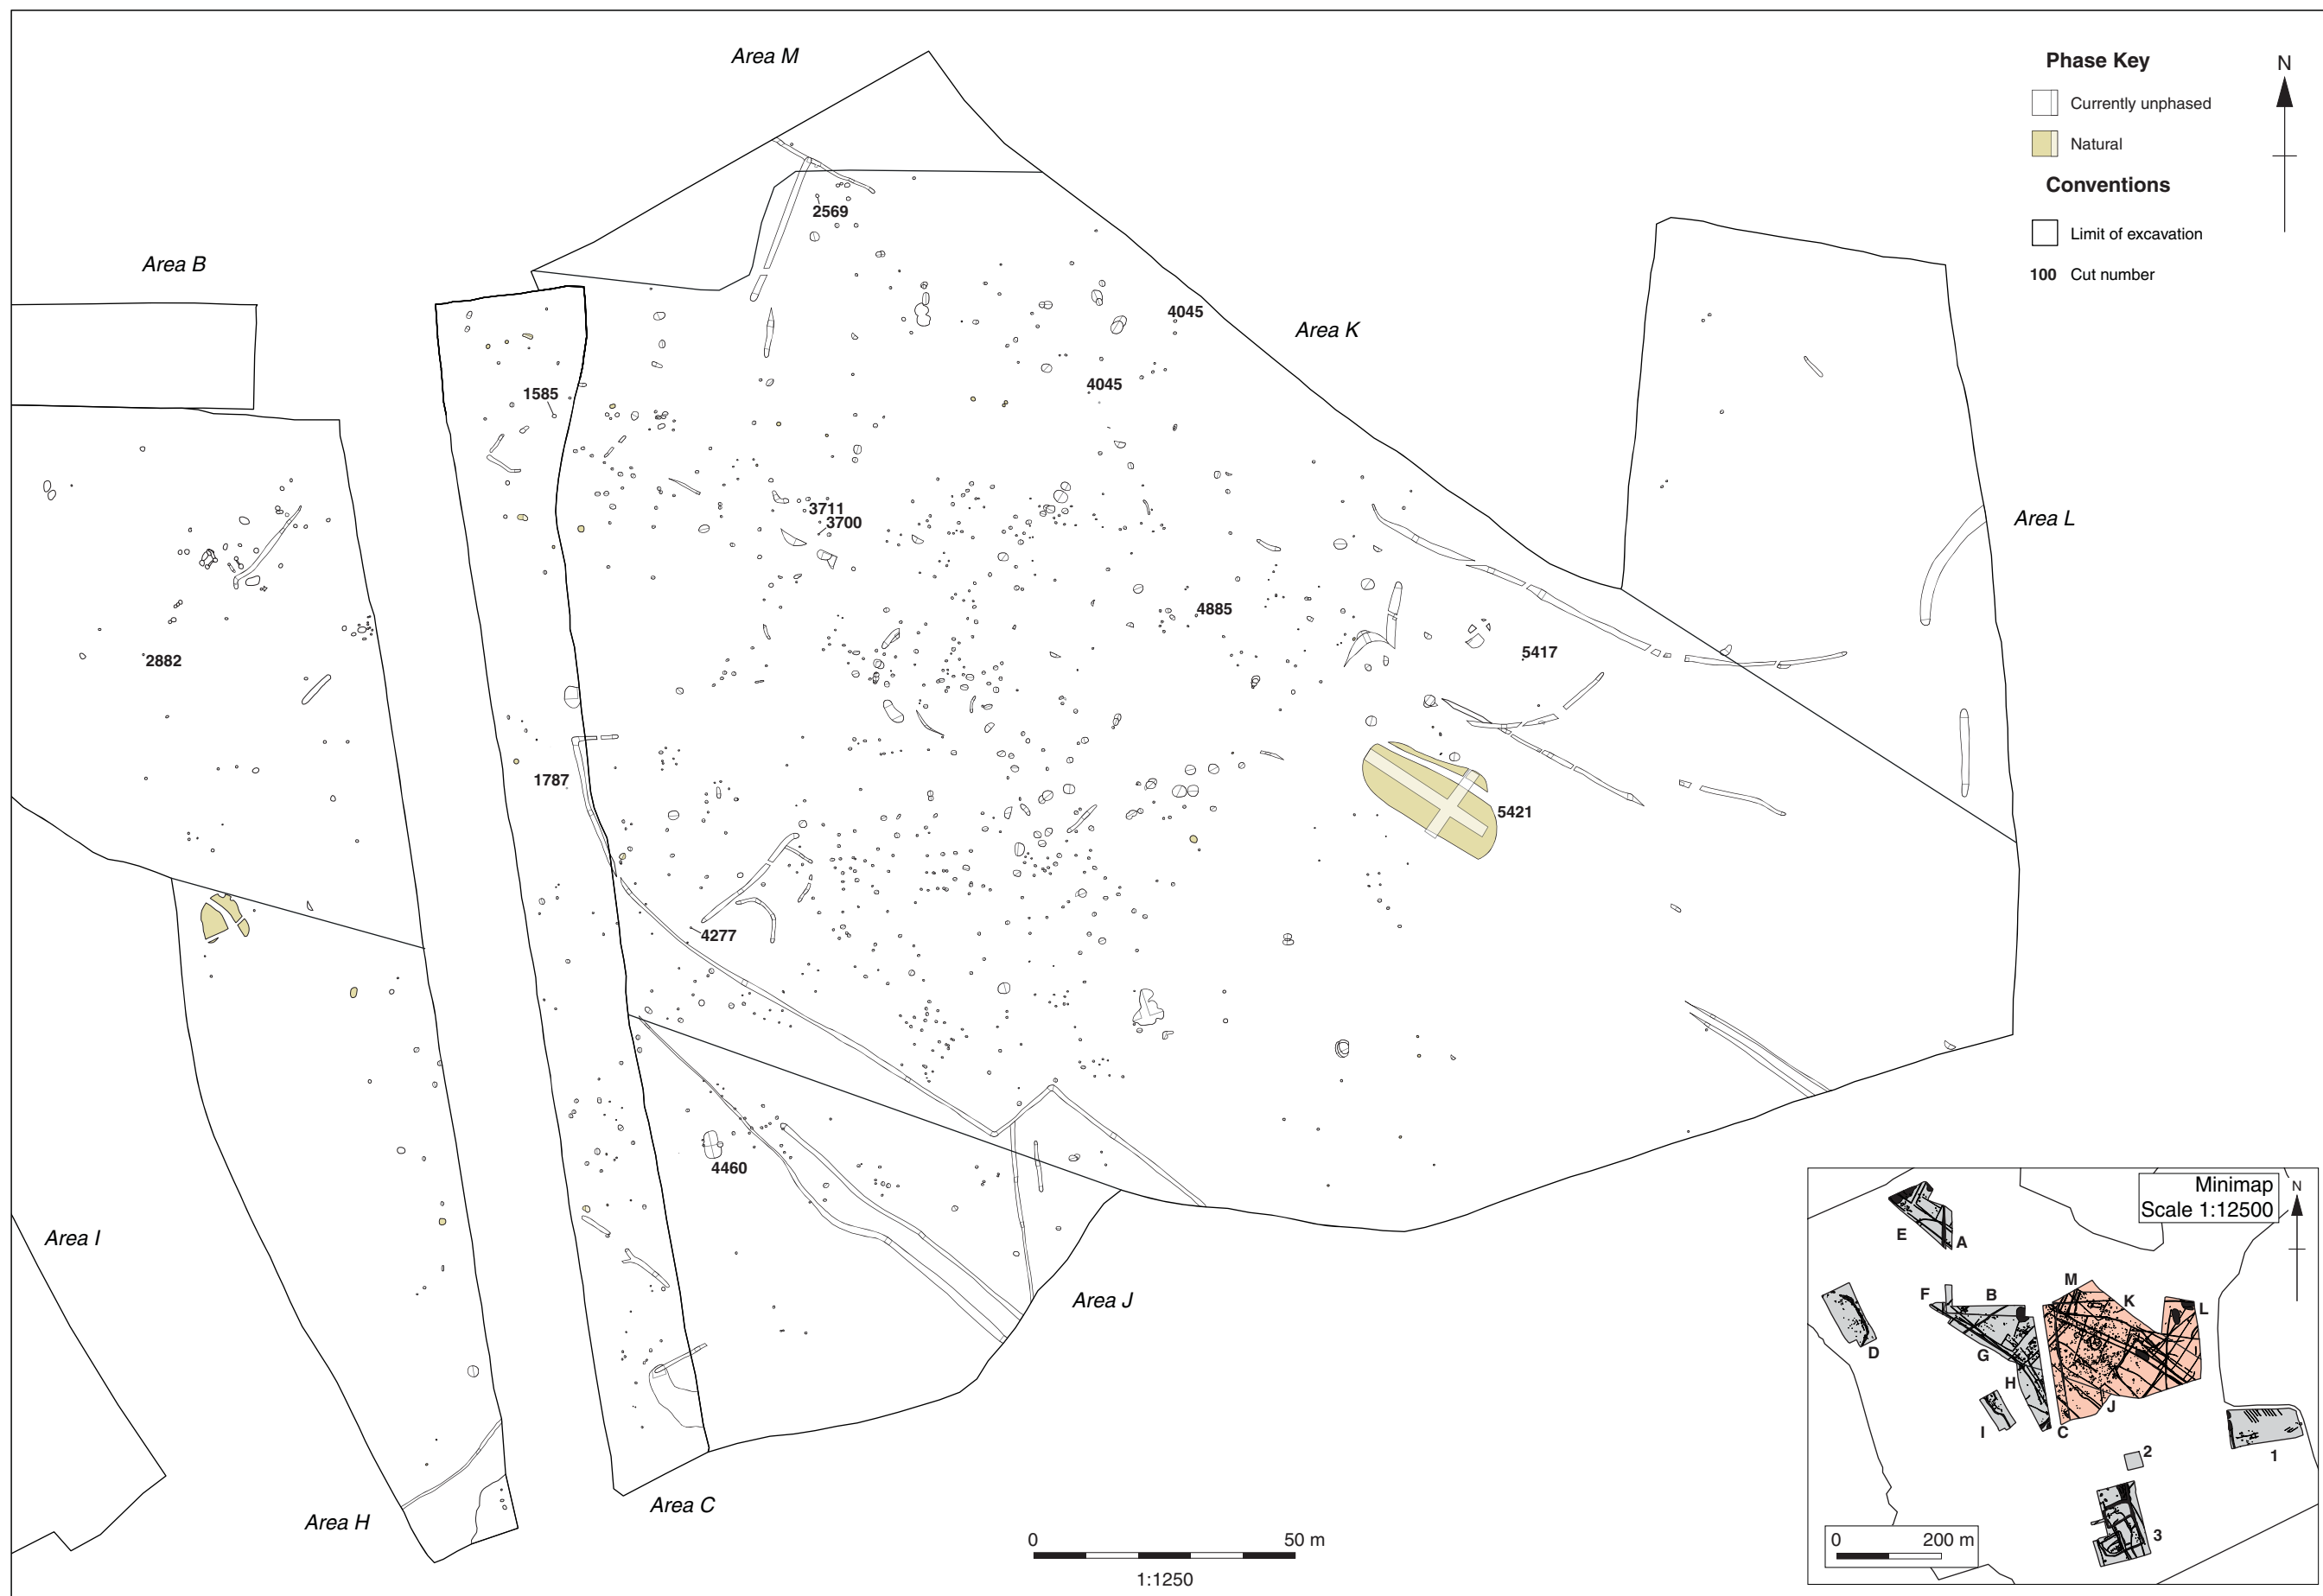 Area M
Phase Key
N
Currently unphased
Natural
Conventions
Limit of excavation
100 Cut number
2569
Area B
4045
Area K
1585
4045
3711
3700
Area L
4885
2882
5417
1787
5421
4277
4460
Area I
Area J
Area H
Area C
0 50 m
1:1250
Minimap
Scale 1:12500
N
E
A
F
B
M
K
L
D
G
H
I
J
C
1
2
3
0 200 m